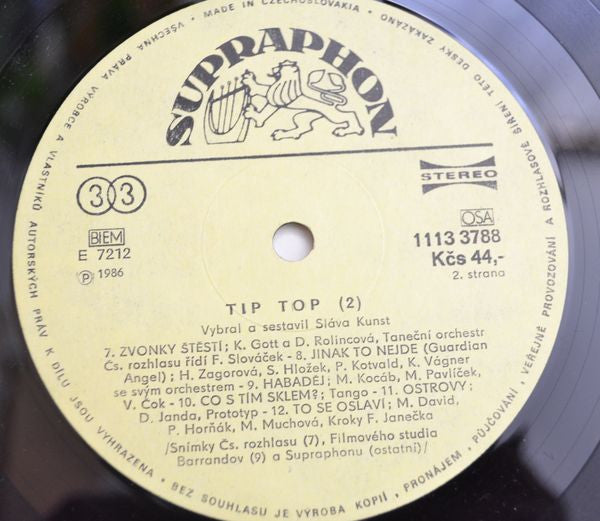 MADE IN CZECHOSLOVAKIA • VŠECHNA PRÁVA VÝROBCE A VLASTNÍKŮ AUTORSKÝCH PRÁV K DÍLU JSOU VYHRAZENA • BEZ SOUHLASU JE VÝROBA KOPIÍ, PRONÁJEM, PŮJČOVÁNÍ, VEŘEJNÉ PROVOZOVÁNÍ A ROZHLASOVÉ ŠÍŘENÍ TÉTO DESKY ZAKÁZÁNO •
SUPRAPHON
33
STEREO
BIEM
OSA
E 7212
1113 3788
Ⓟ 1986
Kčs 44,-
2. strana
TIP TOP (2)
Vybral a sestavil Sláva Kunst
7. ZVONKY ŠTĚSTÍ; K. Gott a D. Rolincová, Taneční orchestr
Čs. rozhlasu řídí F. Slováček - 8. JINAK TO NEJDE (Guardian
Angel); H. Zagorová, S. Hložek, P. Kotvald, K. Vágner
se svým orchestrem - 9. HABADĚJ; M. Kocáb, M. Pavlíček,
V. Čok - 10. CO S TÍM SKLEM?; Tango - 11. OSTROVY;
D. Janda, Prototyp - 12. TO SE OSLAVÍ; M. David,
P. Horňák, M. Muchová, Kroky F. Janečka
/Snímky Čs. rozhlasu (7), Filmového studia
Barrandov (9) a Supraphonu (ostatní)/